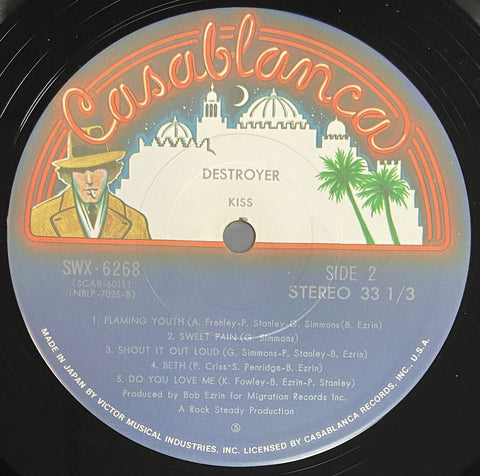 Casablanca
DESTROYER
KISS
SWX-6268
(SCAB-6011)
(NBLP-7025-B)
SIDE 2
STEREO 33 1/3
1. FLAMING YOUTH (A. Frehley-P. Stanley-G. Simmons(B. Ezrin)
2. SWEET PAIN (G. Simmons)
3. SHOUT IT OUT LOUD (G. Simmons-P. Stanley-B. Ezrin)
4. BETH (P. Criss-S. Penridge-B. Ezrin)
5. DO YOU LOVE ME (K. Fowley-B. Ezrin-P. Stanley)
Produced by Bob Ezrin for Migration Records Inc.
A Rock Steady Production
⑤
MADE IN JAPAN BY VICTOR MUSICAL INDUSTRIES, INC. LICENSED BY CASABLANCA RECORDS, INC., U.S.A.